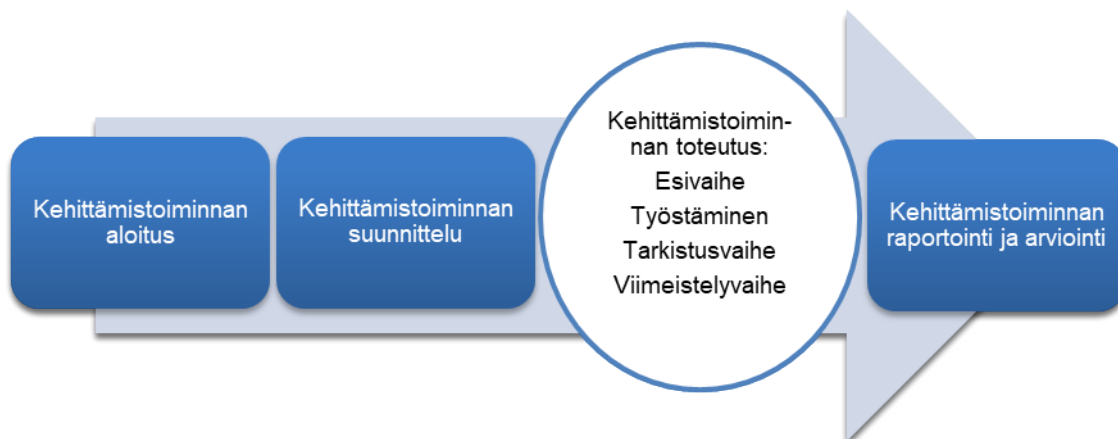 Kehittämistoiminnan
aloitus
Kehittämistoiminnan
suunnittelu
Kehittämistoimin-
nan toteutus:
Esivaihe
Työstäminen
Tarkistusvaihe
Viimeistelyvaihe
Kehittämistoiminnan
raportointi ja arviointi